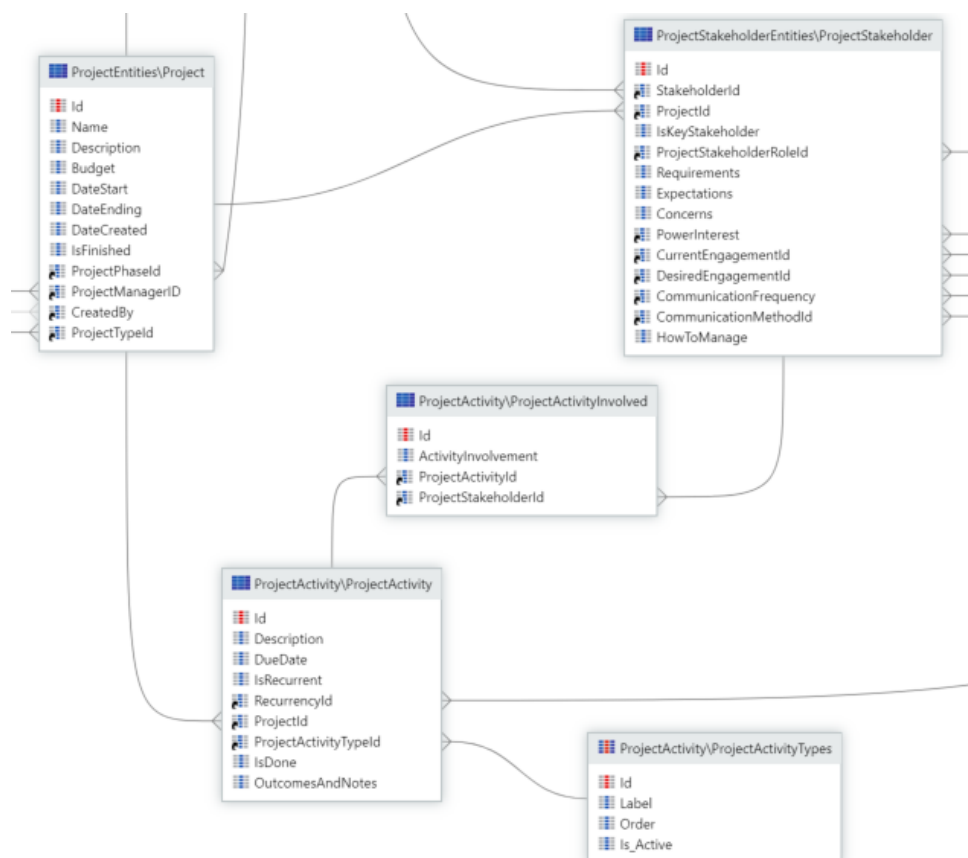 ProjectEntities\Project
Id
Name
Description
Budget
DateStart
DateEnding
DateCreated
IsFinished
ProjectPhaseId
ProjectManagerID
CreatedBy
ProjectTypeId
ProjectStakeholderEntities\ProjectStakeholder
Id
StakeholderId
ProjectId
IsKeyStakeholder
ProjectStakeholderRoleId
Requirements
Expectations
Concerns
PowerInterest
CurrentEngagementId
DesiredEngagementId
CommunicationFrequency
CommunicationMethodId
HowToManage
ProjectActivity\ProjectActivityInvolved
Id
ActivityInvolvement
ProjectActivityId
ProjectStakeholderId
ProjectActivity\ProjectActivity
Id
Description
DueDate
IsRecurrent
RecurrencyId
ProjectId
ProjectActivityTypeId
IsDone
OutcomesAndNotes
ProjectActivity\ProjectActivityTypes
Id
Label
Order
Is_Active